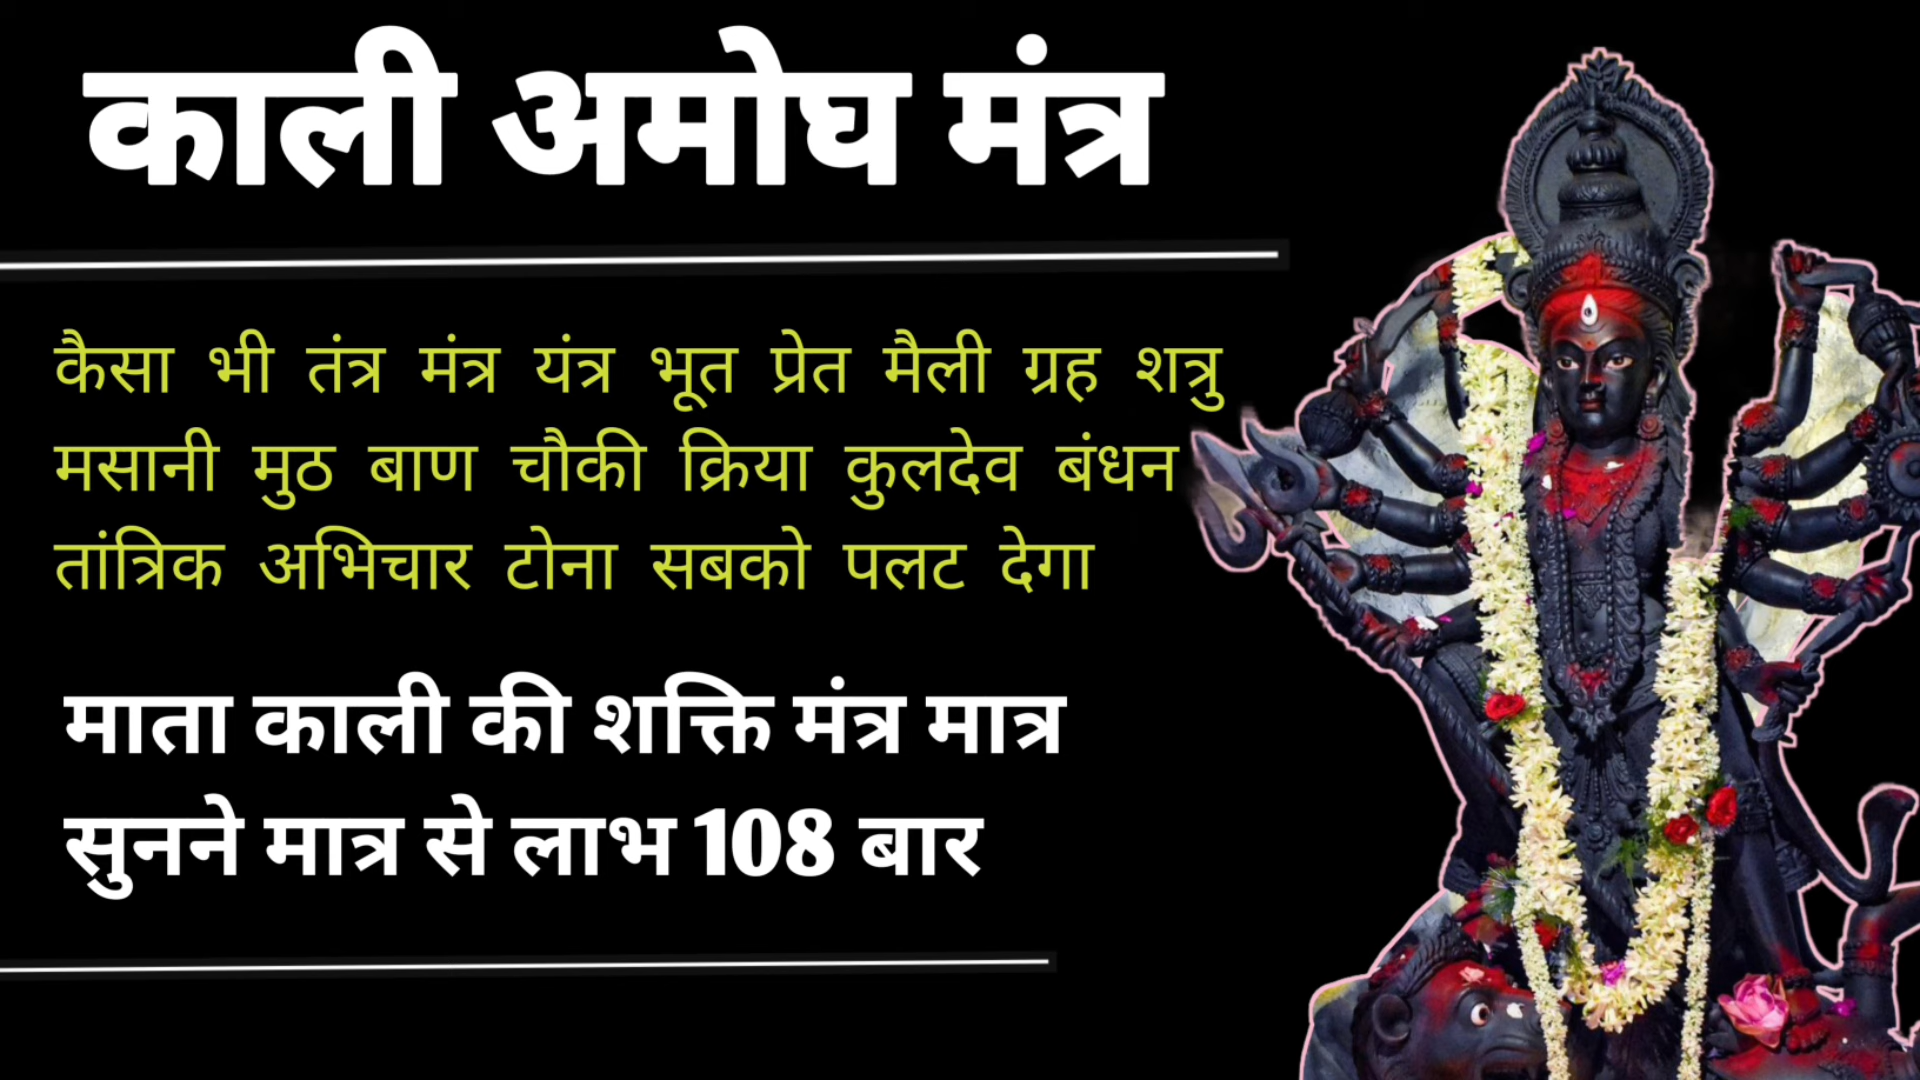 काली अमोघ मंत्र
कैसा भी तंत्र मंत्र यंत्र भूत प्रेत मैली ग्रह शत्रु
मसानी मुठ बाण चौकी क्रिया कुलदेव बंधन
तांत्रिक अभिचार टोना सबको पलट देगा
माता काली की शक्ति मंत्र मात्र
सुनने मात्र से लाभ 108 बार